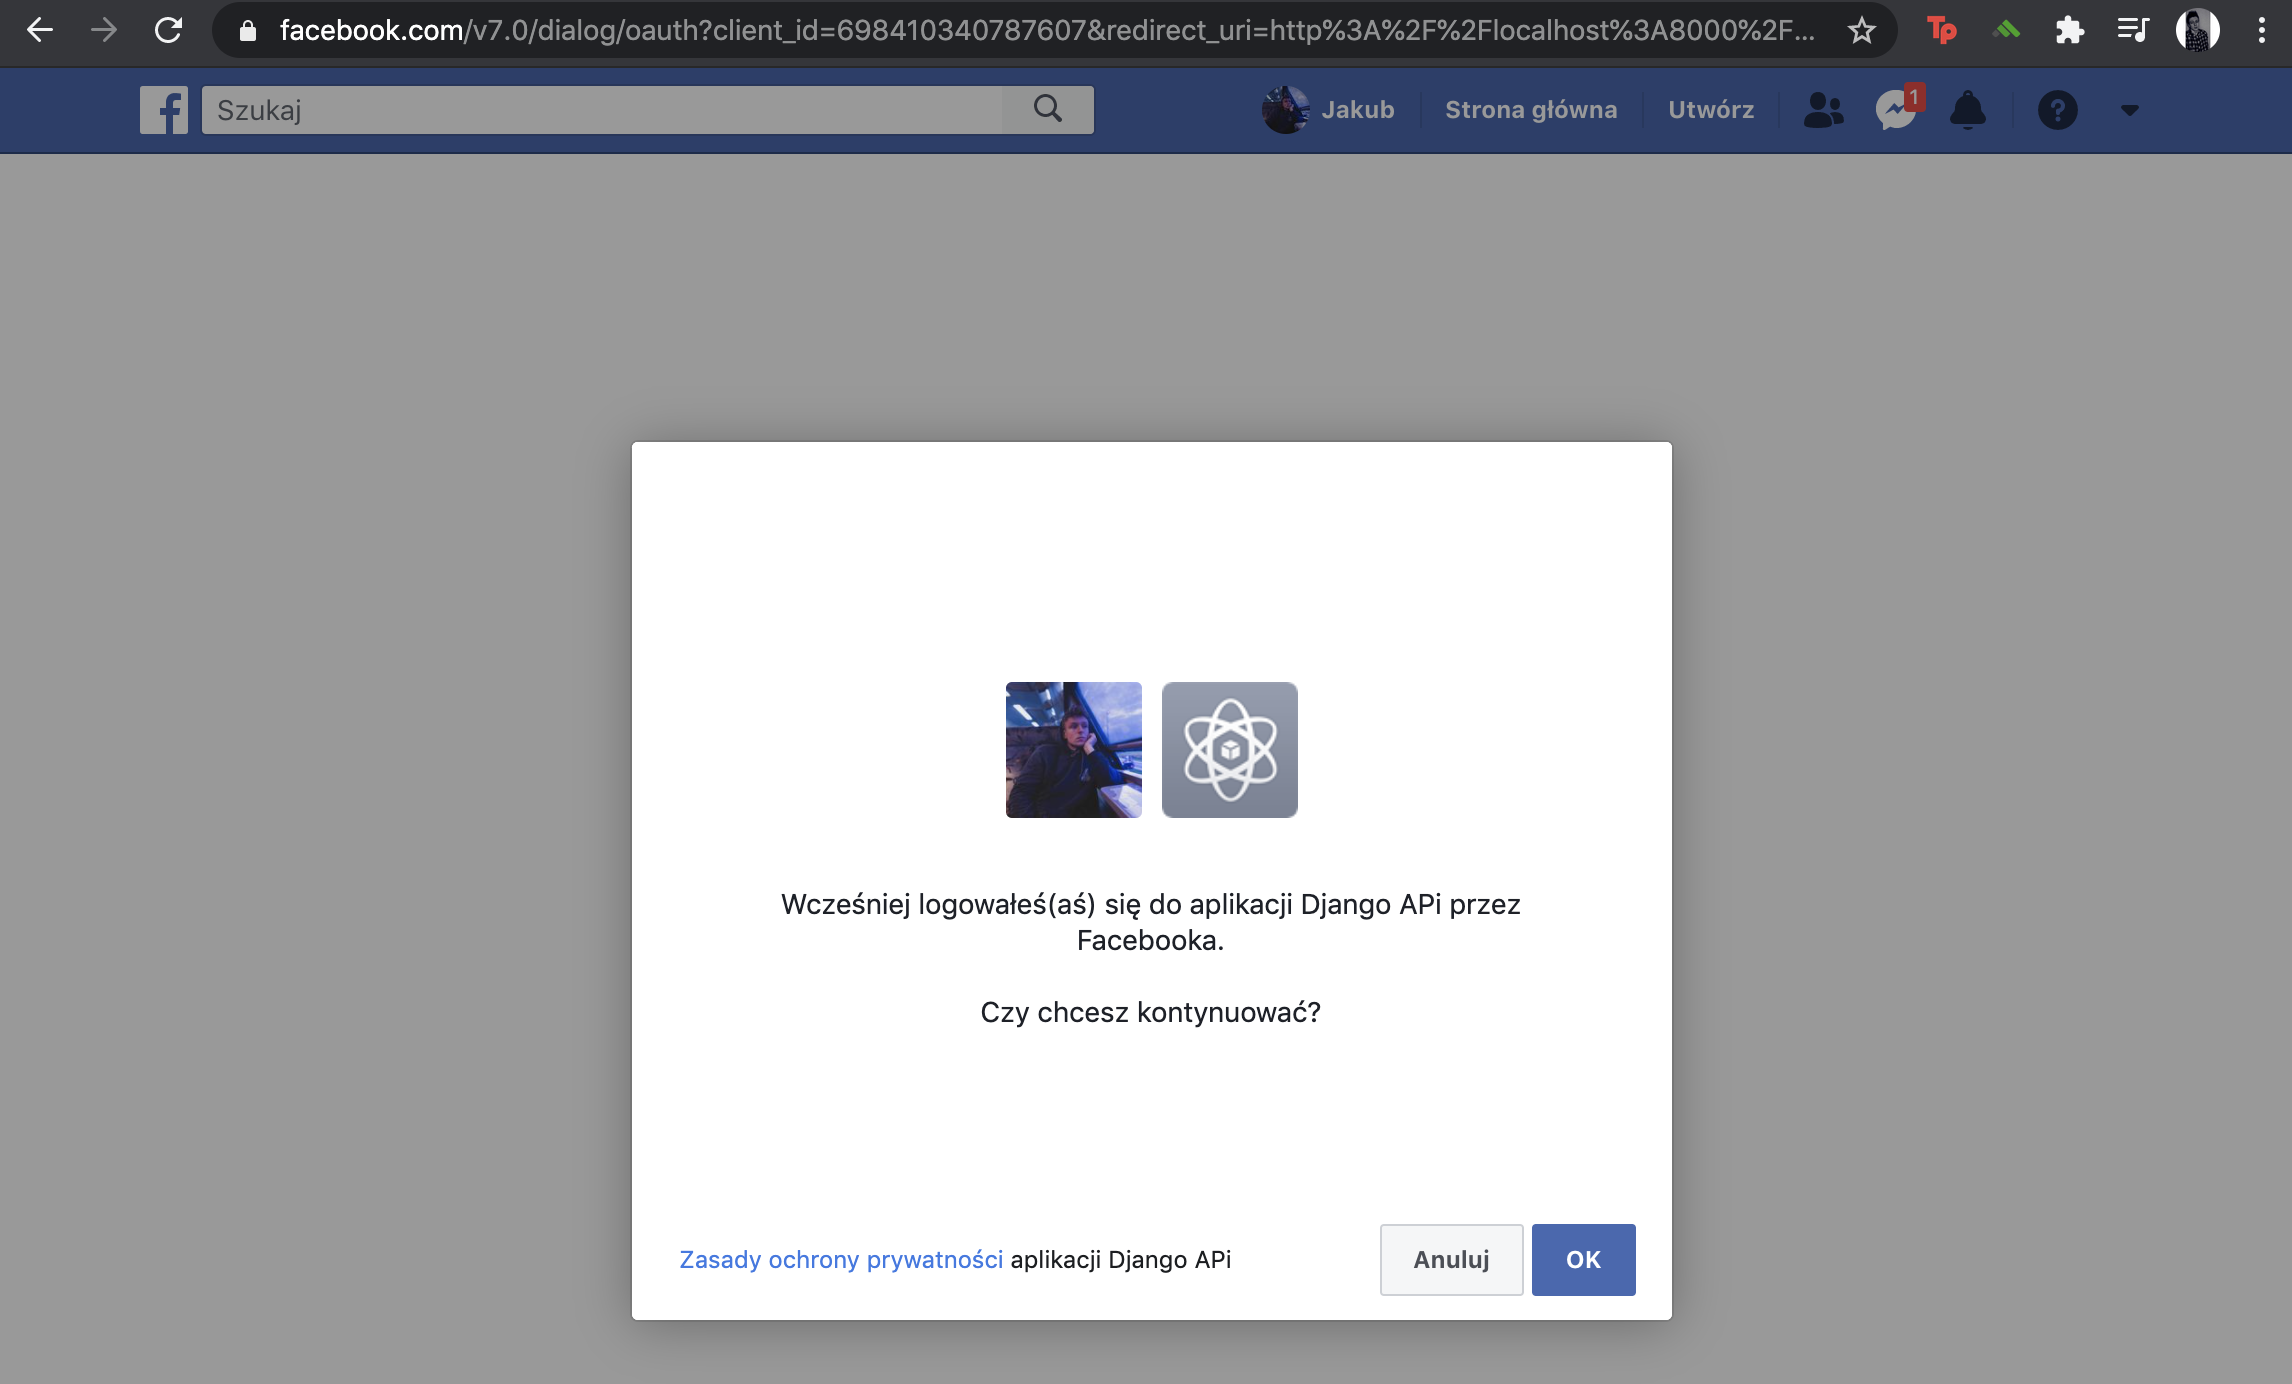 facebook.com/v7.0/dialog/oauth?client_id=698410340787607&redirect_uri=http%3A%2F%2Flocalhost%3A8000%2F...
Tp
f
Szukaj
Jakub
Strona główna
Utwórz
1
?
Wcześniej logowałeś(aś) się do aplikacji Django APi przez
Facebooka.
Czy chcesz kontynuować?
Zasady ochrony prywatności aplikacji Django APi
Anuluj
OK